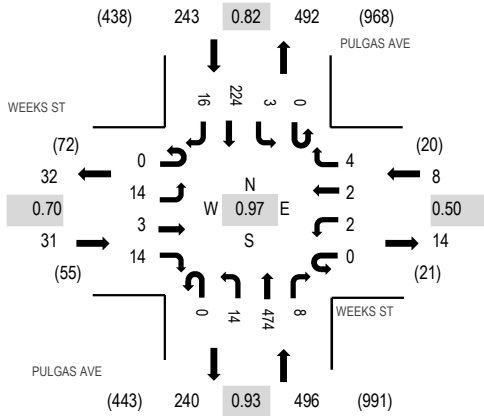 (438) 243 0.82 492 (968)
PULGAS AVE
16 224 3 0
WEEKS ST
(72) 0 4 (20)
32 14 2 8
N
0.70 W 0.97 E 0.50
S
31 3 2 14
(55) 14 0 (21)
0 14 474 8
WEEKS ST
PULGAS AVE
(443) 240 0.93 496 (991)